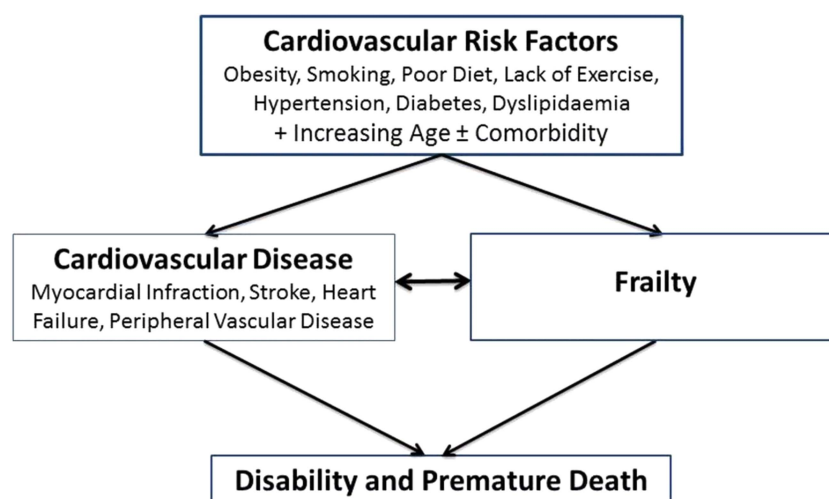 Cardiovascular Risk Factors
Obesity, Smoking, Poor Diet, Lack of Exercise,
Hypertension, Diabetes, Dyslipidaemia
+ Increasing Age ± Comorbidity
Cardiovascular Disease
Myocardial Infraction, Stroke, Heart
Failure, Peripheral Vascular Disease
Frailty
Disability and Premature Death